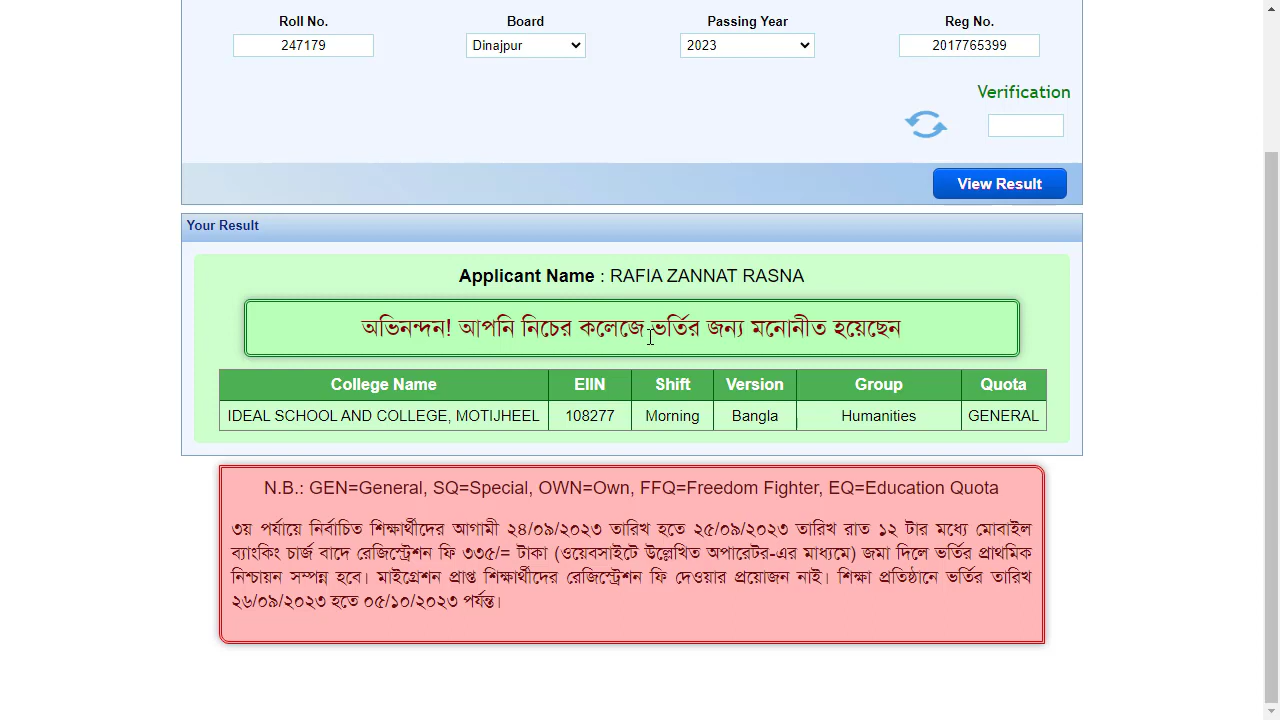 Roll No. Board Passing Year Reg No.
247179 Dinajpur 2023 2017765399
Verification
View Result
Your Result
Applicant Name : RAFIA ZANNAT RASNA
অভিনন্দন! আপনি নিচের কলেজে ভর্তির জন্য মনোনীত হয়েছেন
College Name EIIN Shift Version Group Quota
IDEAL SCHOOL AND COLLEGE, MOTIJHEEL 108277 Morning Bangla Humanities GENERAL
N.B.: GEN=General, SQ=Special, OWN=Own, FFQ=Freedom Fighter, EQ=Education Quota
৩য় পর্যায়ে নির্বাচিত শিক্ষার্থীদের আগামী ২৪/০৯/২০২৩ তারিখ হতে ২৫/০৯/২০২৩ তারিখ রাত ১২ টার মধ্যে মোবাইল
ব্যাংকিং চার্জ বাদে রেজিস্ট্রেশন ফি ৩৩৫/= টাকা (ওয়েবসাইটে উল্লেখিত অপারেটর-এর মাধ্যমে) জমা দিলে ভর্তির প্রাথমিক
নিশ্চায়ন সম্পন্ন হবে। মাইগ্রেশন প্রাপ্ত শিক্ষার্থীদের রেজিস্ট্রেশন ফি দেওয়ার প্রয়োজন নাই। শিক্ষা প্রতিষ্ঠানে ভর্তির তারিখ
২৬/০৯/২০২৩ হতে ০৫/১০/২০২৩ পর্যন্ত।